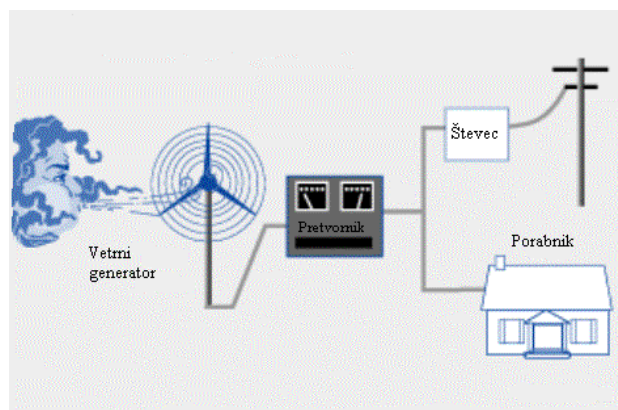 Števec
Pretvornik
Porabnik
Vetrni
generator